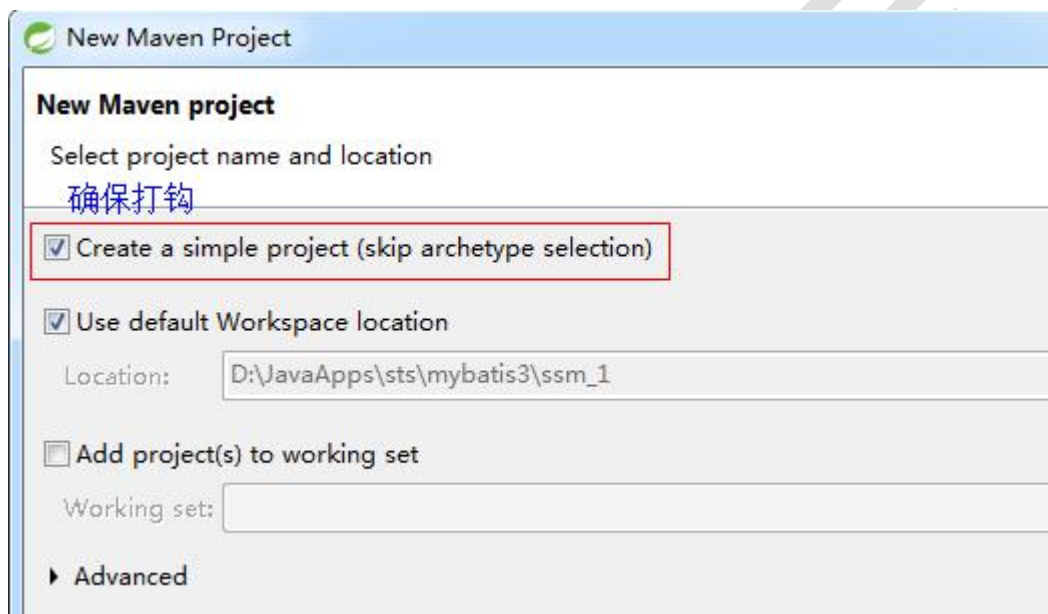 New Maven Project
New Maven project
Select project name and location
确保打钩
Create a simple project (skip archetype selection)
Use default Workspace location
Location: D:\JavaApps\sts\mybatis3\ssm_1
Add project(s) to working set
Working set:
Advanced